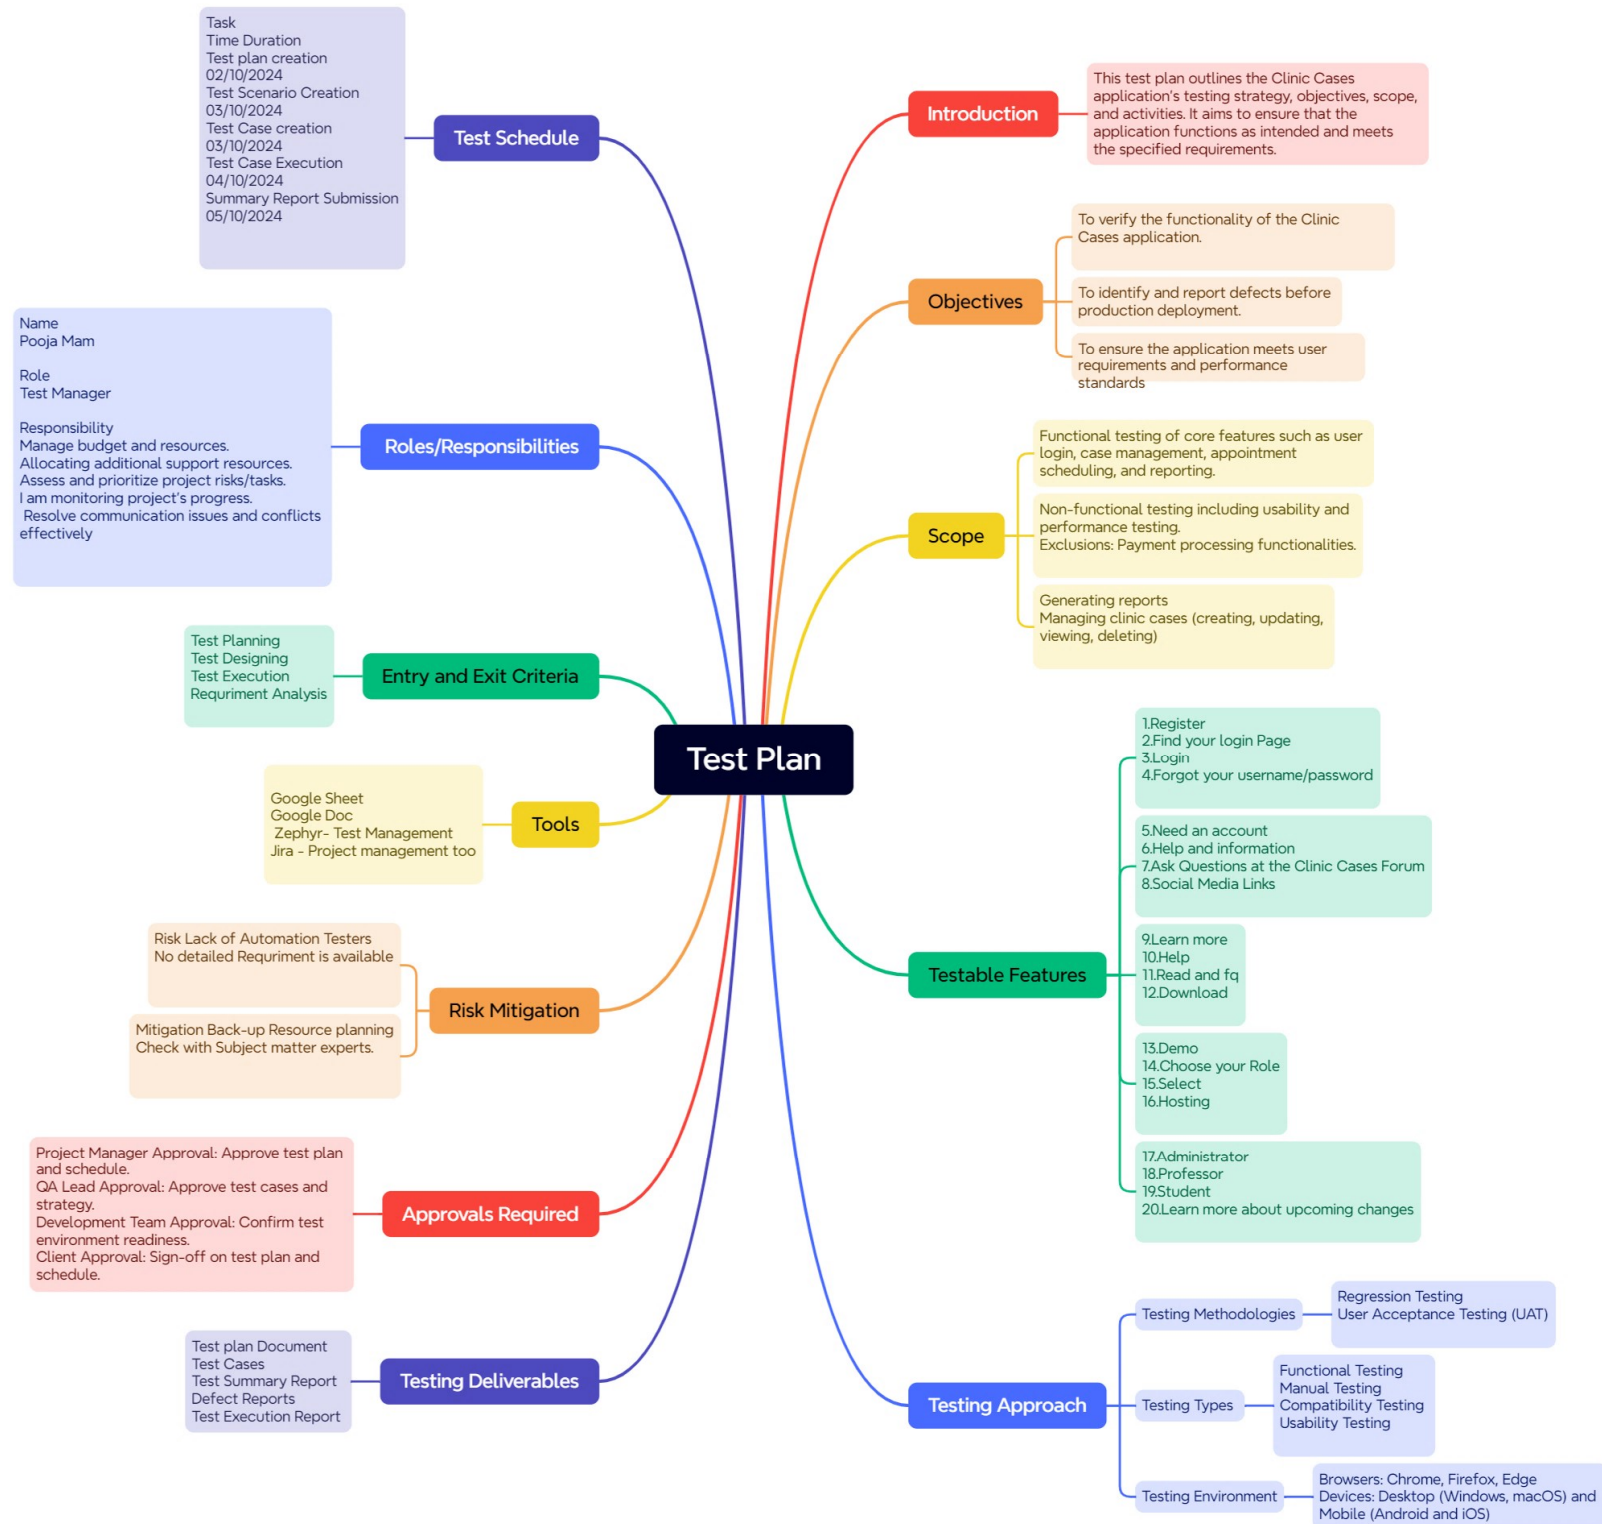 Test Plan
Introduction
This test plan outlines the Clinic Cases
application's testing strategy, objectives, scope,
and activities. It aims to ensure that the
application functions as intended and meets
the specified requirements.
Objectives
To verify the functionality of the Clinic
Cases application.
To identify and report defects before
production deployment.
To ensure the application meets user
requirements and performance
standards
Scope
Functional testing of core features such as user
login, case management, appointment
scheduling, and reporting.
Non-functional testing including usability and
performance testing.
Exclusions: Payment processing functionalities.
Generating reports
Managing clinic cases (creating, updating,
viewing, deleting)
Testable Features
1.Register
2.Find your login Page
3.Login
4.Forgot your username/password
5.Need an account
6.Help and information
7.Ask Questions at the Clinic Cases Forum
8.Social Media Links
9.Learn more
10.Help
11.Read and fq
12.Download
13.Demo
14.Choose your Role
15.Select
16.Hosting
17.Administrator
18.Professor
19.Student
20.Learn more about upcoming changes
Testing Approach
Testing Methodologies
Regression Testing
User Acceptance Testing (UAT)
Testing Types
Functional Testing
Manual Testing
Compatibility Testing
Usability Testing
Testing Environment
Browsers: Chrome, Firefox, Edge
Devices: Desktop (Windows, macOS) and
Mobile (Android and iOS)
Test Schedule
Task
Time Duration
Test plan creation
02/10/2024
Test Scenario Creation
03/10/2024
Test Case creation
03/10/2024
Test Case Execution
04/10/2024
Summary Report Submission
05/10/2024
Roles/Responsibilities
Name
Pooja Mam
Role
Test Manager
Responsibility
Manage budget and resources.
Allocating additional support resources.
Assess and prioritize project risks/tasks.
I am monitoring project's progress.
Resolve communication issues and conflicts
effectively
Entry and Exit Criteria
Test Planning
Test Designing
Test Execution
Requriment Analysis
Tools
Google Sheet
Google Doc
Zephyr- Test Management
Jira - Project management too
Risk Mitigation
Risk Lack of Automation Testers
No detailed Requriment is available
Mitigation Back-up Resource planning
Check with Subject matter experts.
Approvals Required
Project Manager Approval: Approve test plan
and schedule.
QA Lead Approval: Approve test cases and
strategy.
Development Team Approval: Confirm test
environment readiness.
Client Approval: Sign-off on test plan and
schedule.
Testing Deliverables
Test plan Document
Test Cases
Test Summary Report
Defect Reports
Test Execution Report